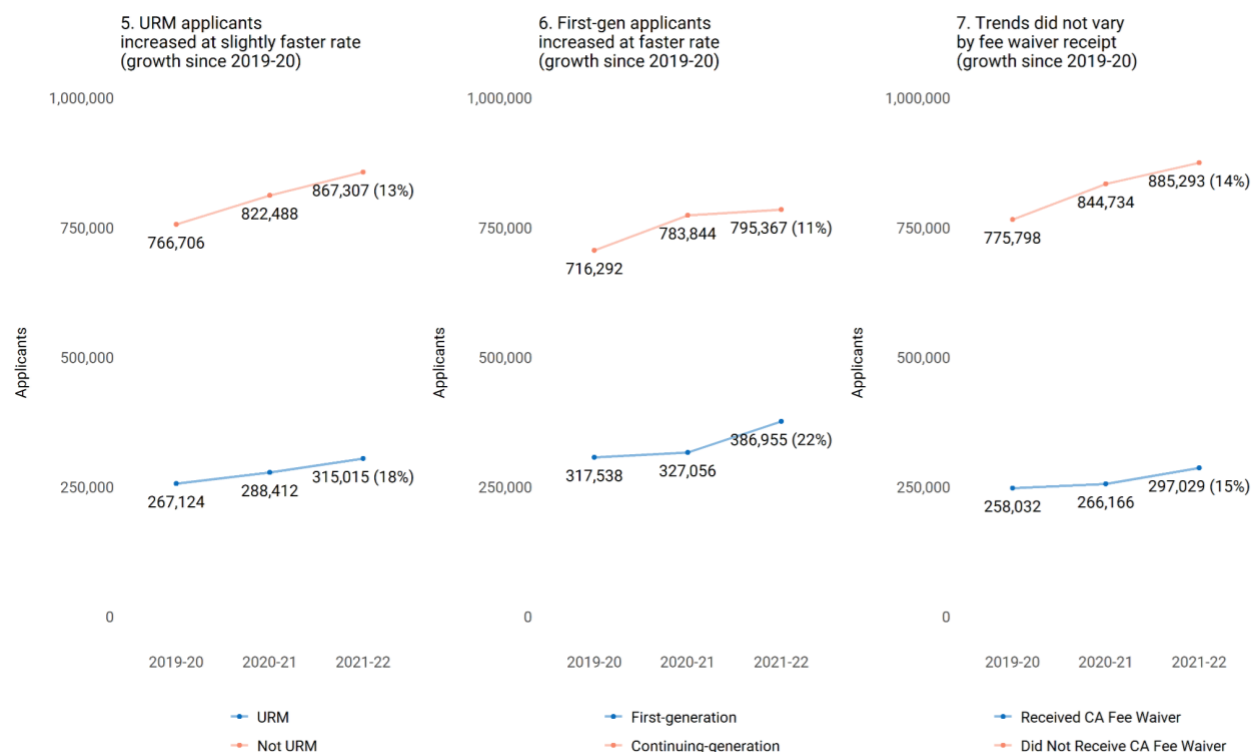 5. URM applicants
increased at slightly faster rate
(growth since 2019-20)
1,000,000
867,307 (13%)
822,488
750,000
766,706
Applicants
500,000
315,015 (18%)
288,412
250,000
267,124
0
2019-20 2020-21 2021-22
URM
Not URM
6. First-gen applicants
increased at faster rate
(growth since 2019-20)
1,000,000
783,844
795,367 (11%)
750,000
716,292
Applicants
500,000
386,955 (22%)
327,056
317,538
250,000
0
2019-20 2020-21 2021-22
First-generation
Continuing-generation
7. Trends did not vary
by fee waiver receipt
(growth since 2019-20)
1,000,000
885,293 (14%)
844,734
750,000
775,798
Applicants
500,000
297,029 (15%)
250,000
258,032
266,166
0
2019-20 2020-21 2021-22
Received CA Fee Waiver
Did Not Receive CA Fee Waiver